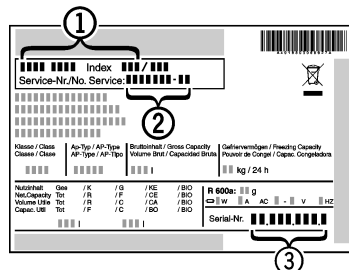 1
Index /
Service-Nr./No. Service: -
2
Klasse / Class
Classe / Clase
Ap-Typ / AP-Type
AP-Type / AP-Tipo
Bruttoinhalt / Gross Capacity
Volume Brut / Capacided Bruta
Gefriervermögen / Freezing Capacity
Pouvoir de Congel / Capac. Congeladora
l
kg / 24 h
Nutzinhalt Gee / K / G / KE / BIO
Net.Capacity Tot / R / F / CE / BIO
Volume Utile Tot / R / C / CA / BIO
Capac. Util Tot / F / C / BO / BIO
l l
R 600a: g
W A AC - V HZ
Serial-Nr. . . .
3